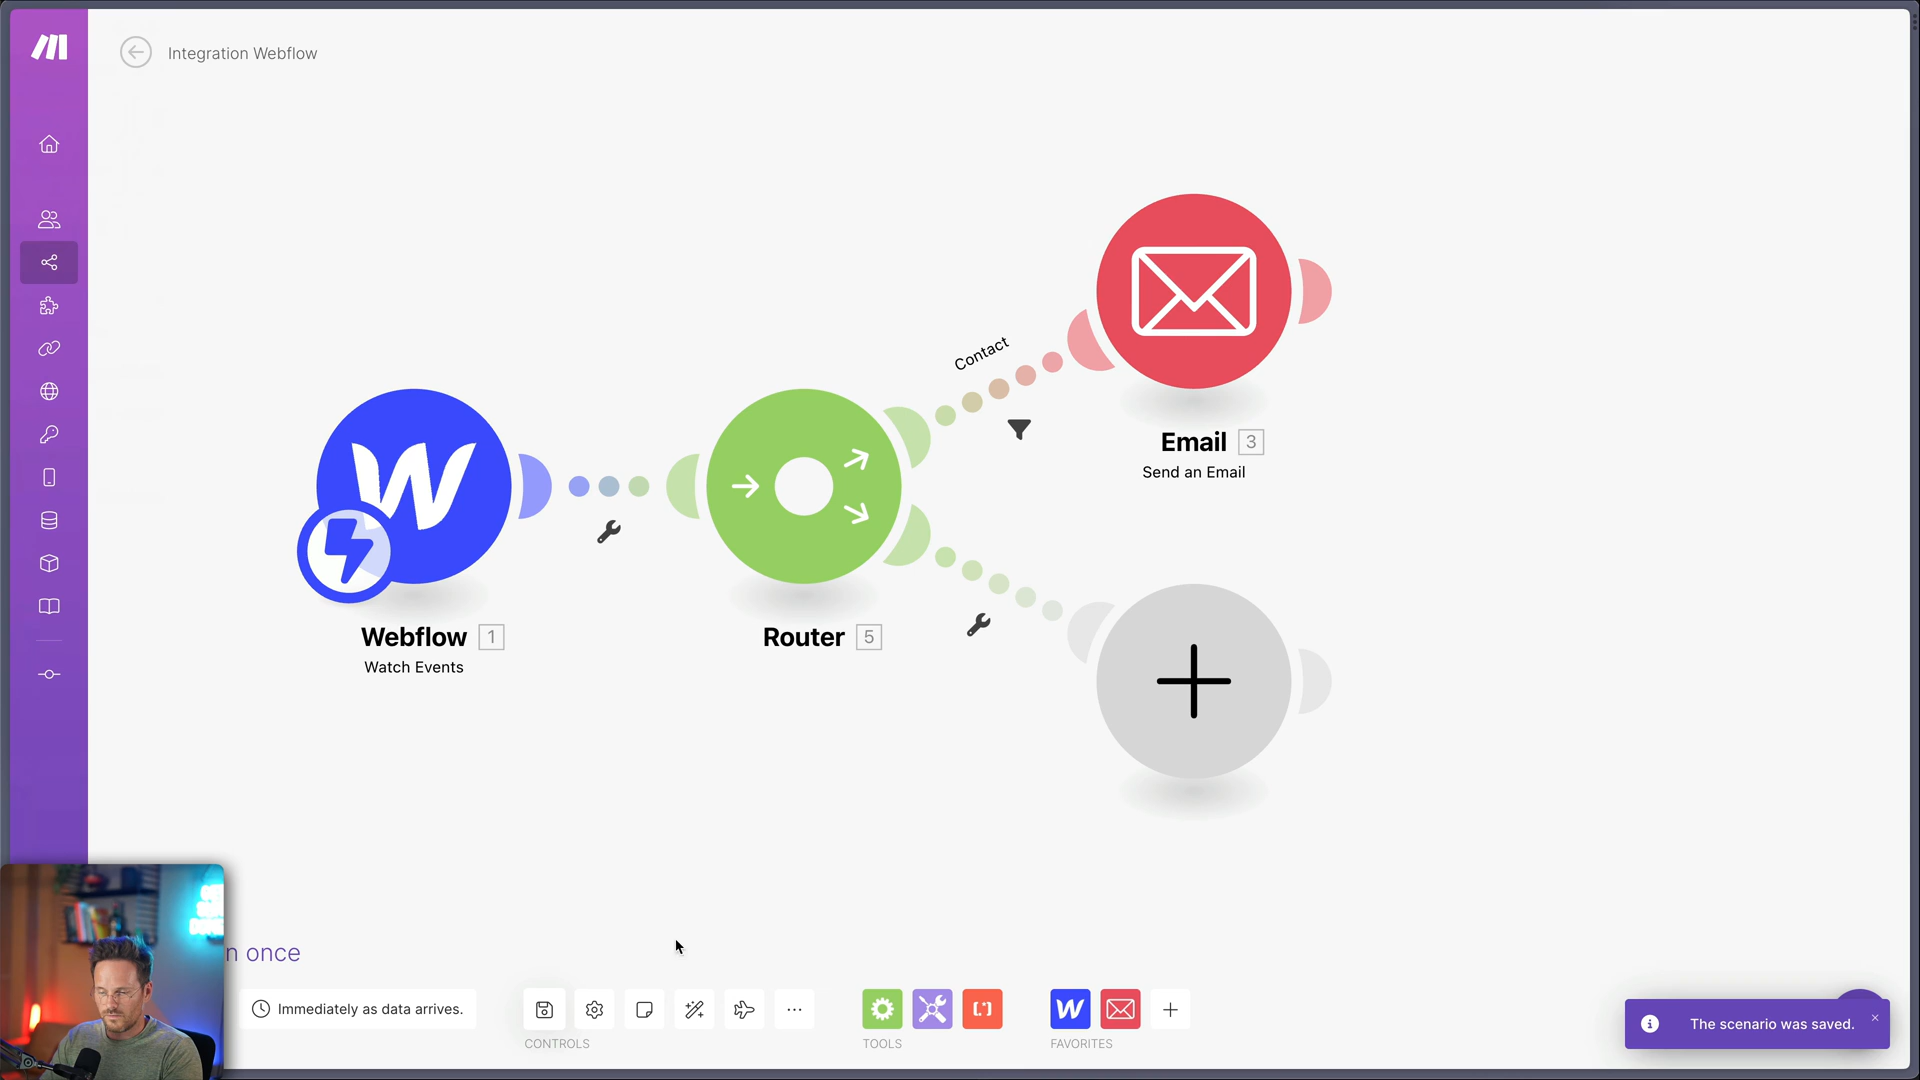 Integration Webflow
Contact
Email 3
Send an Email
Webflow 1
Watch Events
Router 5
n once
Immediately as data arrives.
CONTROLS
TOOLS
FAVORITES
The scenario was saved.